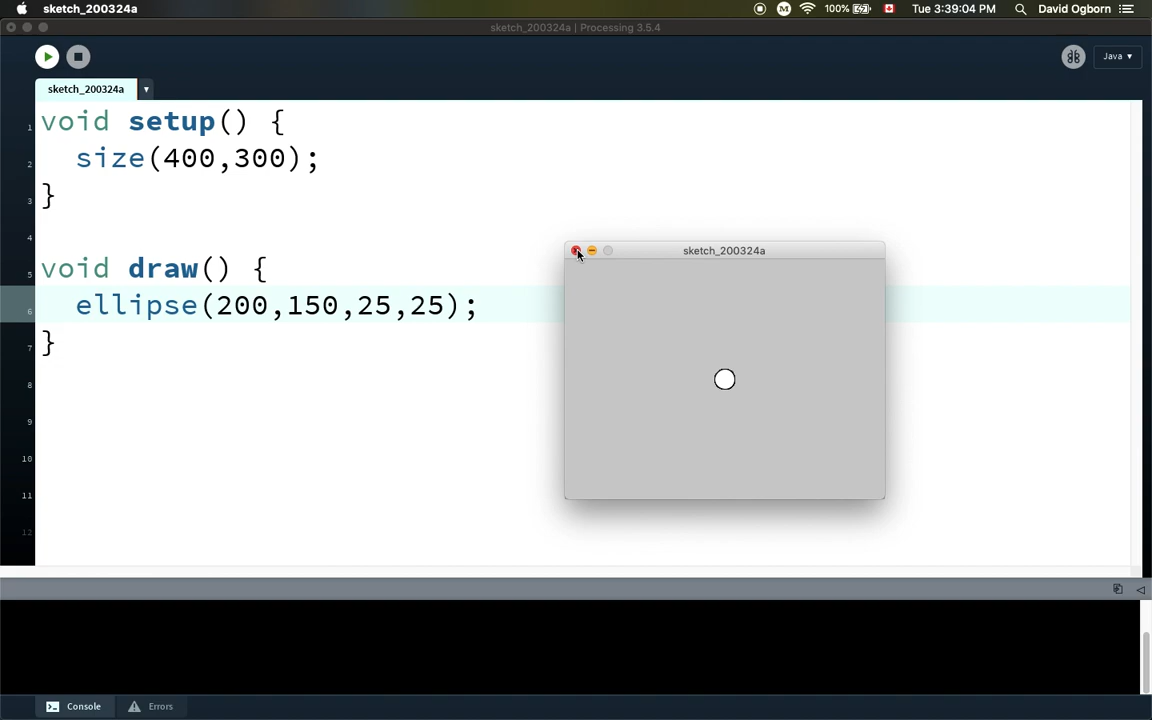 sketch_200324a
100%
Tue 3:39:04 PM
David Ogborn
sketch_200324a | Processing 3.5.4
Java ▾
sketch_200324a ▾
1 void setup() {
2 size(400,300);
3 }
4
5 void draw() {
6 ellipse(200,150,25,25);
7 }
8
9
10
11
12
sketch_200324a
Console
Errors